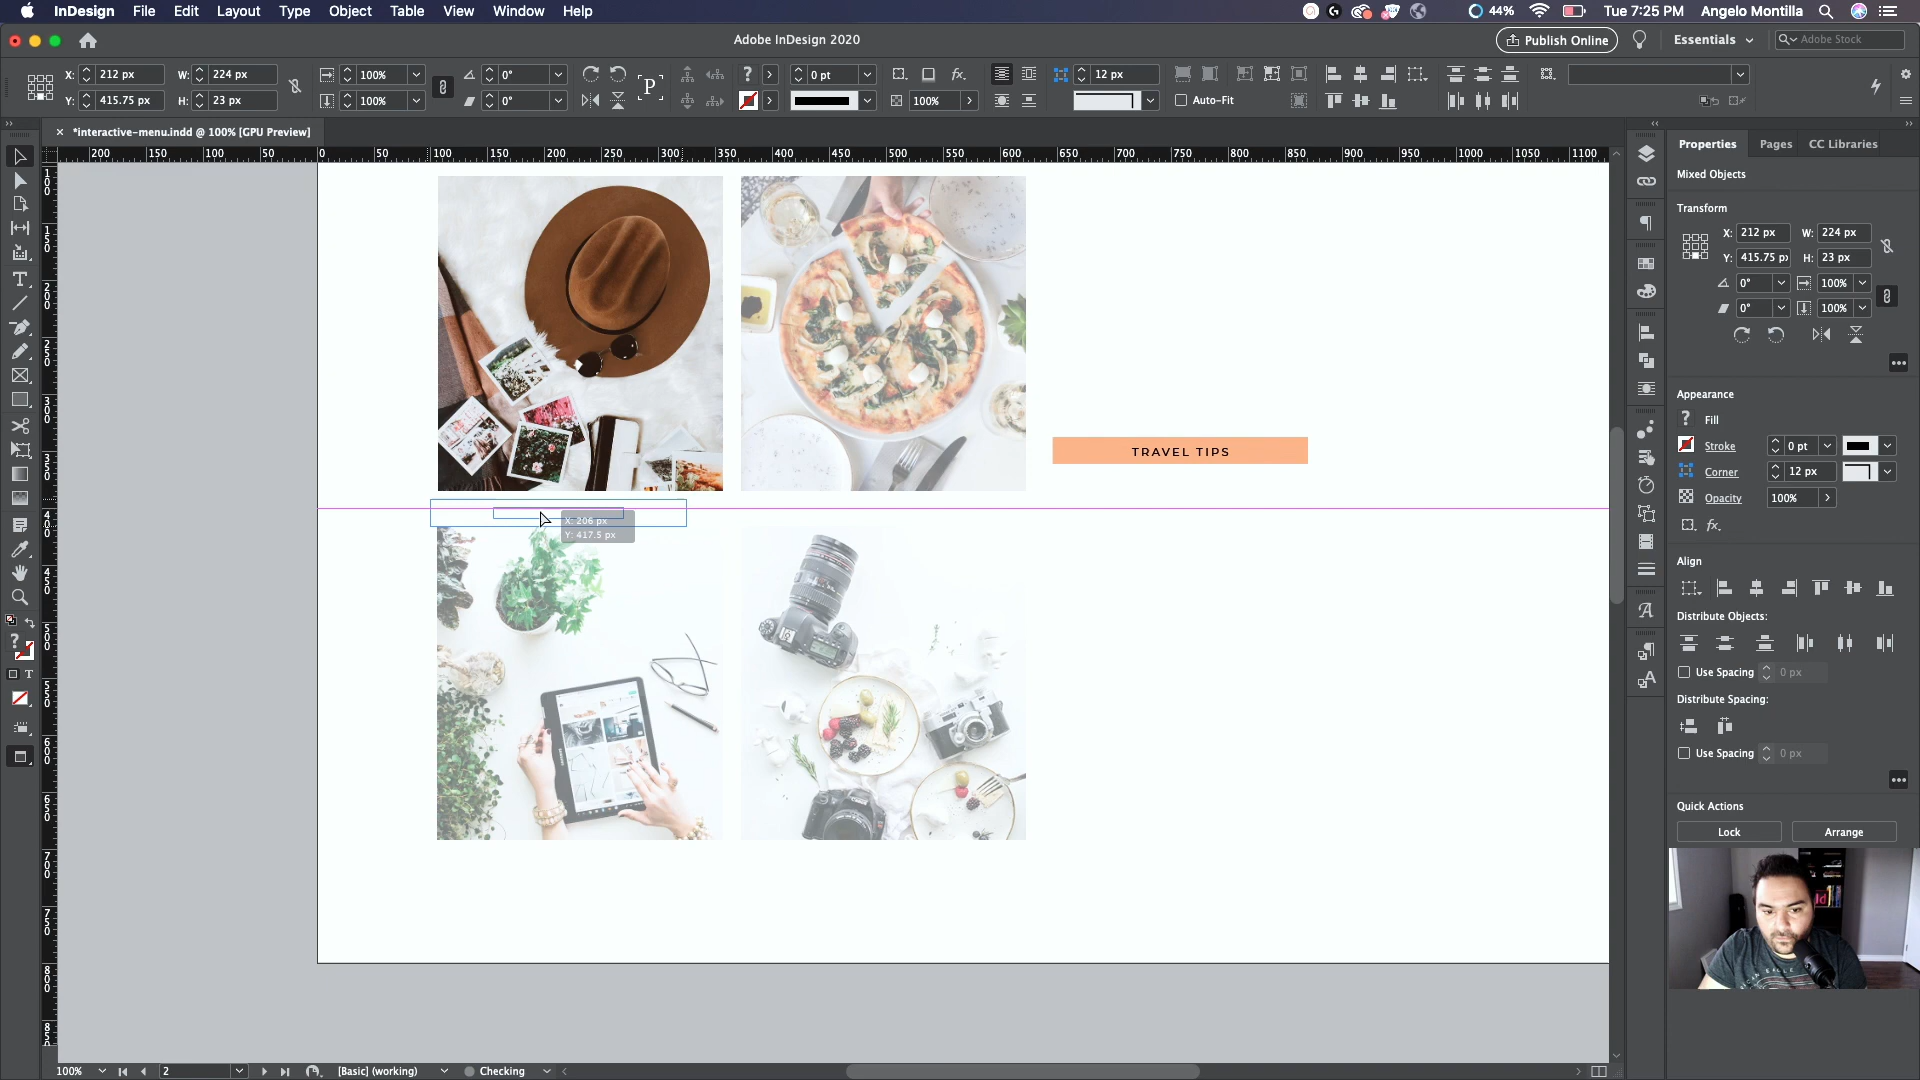 InDesign File Edit Layout Type Object Table View Window Help
44% Tue 7:25 PM Angelo Montilla
Adobe InDesign 2020
Publish Online Essentials Adobe Stock
X: 212 px W: 224 px 100% 0° 0 pt 12 px
Y: 415.75 px H: 23 px 100% 0° 100% Auto-Fit
*interactive-menu.indd @ 100% [GPU Preview]
200 150 100 50 0 50 100 150 200 250 300 350 400 450 500 550 600 650 700 750 800 850 900 950 1000 1050 1100
Properties Pages CC Libraries
Mixed Objects
Transform
X: 212 px W: 224 px
Y: 415.75 px H: 23 px
0° 100%
0° 100%
Appearance
Fill
Stroke 0 pt
Corner 12 px
Opacity 100%
fx.
TRAVEL TIPS
X: 206 px
Y: 417.5 px
Align
Distribute Objects:
Use Spacing 0 px
Distribute Spacing:
Use Spacing 0 px
Quick Actions
Lock Arrange
100% 2 [Basic] (working) Checking